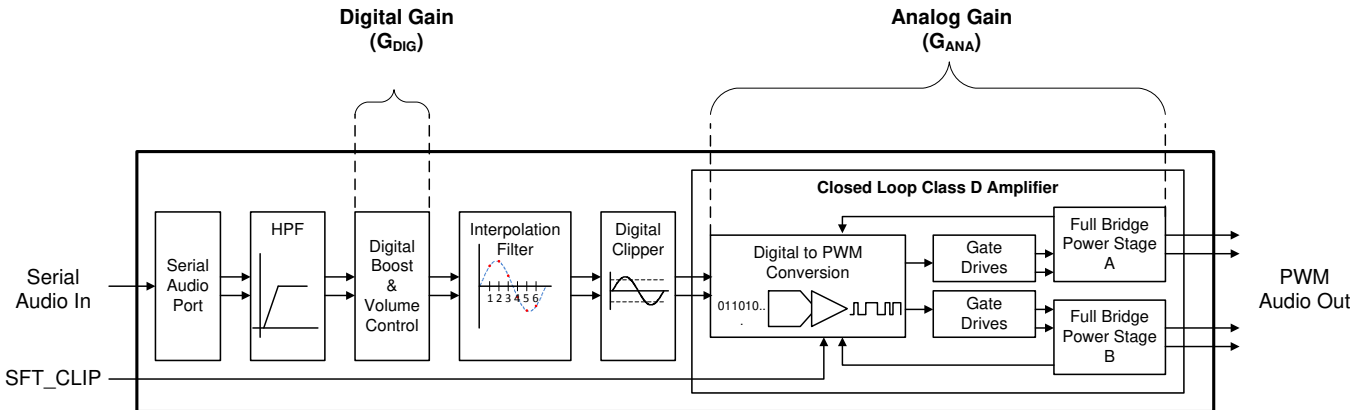 Digital Gain
(GDIG)
Analog Gain
(GANA)
Closed Loop Class D Amplifier
Serial
Audio In
Serial
Audio
Port
HPF
Digital
Boost
&
Volume
Control
Interpolation
Filter
1 2 3 4 5 6
Digital
Clipper
Digital to PWM
Conversion
011010..
.
Gate
Drives
Gate
Drives
Full Bridge
Power Stage
A
Full Bridge
Power Stage
B
PWM
Audio Out
SFT_CLIP